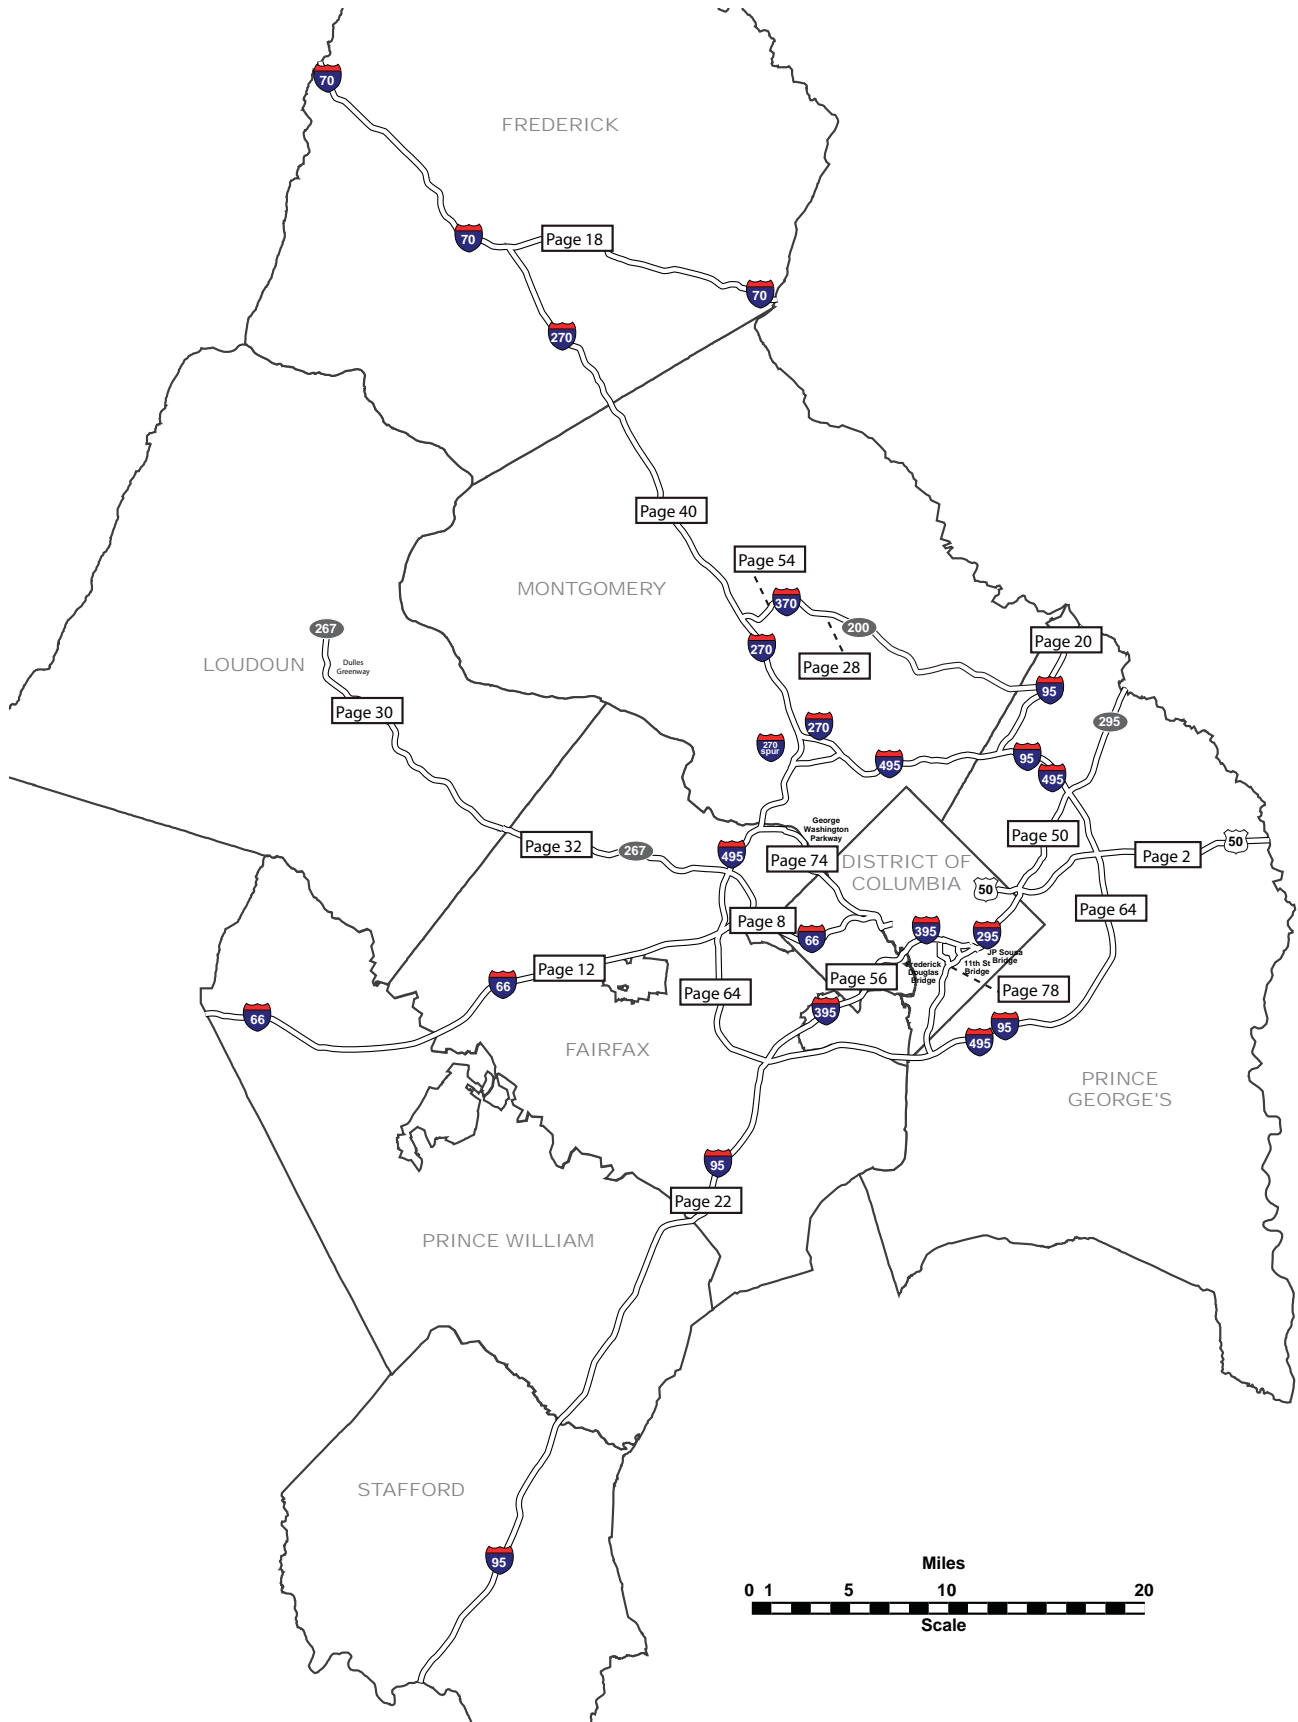 70
FREDERICK
70
Page 18
70
270
Page 40
Page 54
MONTGOMERY
370
267
200
Page 20
270
LOUDOUN
Dulles
Greenway
Page 28
95
Page 30
295
270
270
spur
495
95
495
George
Washington
Parkway
Page 50
50
Page 32
267
495
Page 74
Page 2
DISTRICT OF
COLUMBIA
50
Page 64
Page 8
66
395
295
JP Sousa
Bridge
Page 12
Frederick
Douglas
Bridge
11th St
Bridge
66
Page 56
Page 64
Page 78
66
395
95
495
FAIRFAX
PRINCE
GEORGE'S
95
Page 22
PRINCE WILLIAM
STAFFORD
95
Miles
0 1 5 10 20
Scale